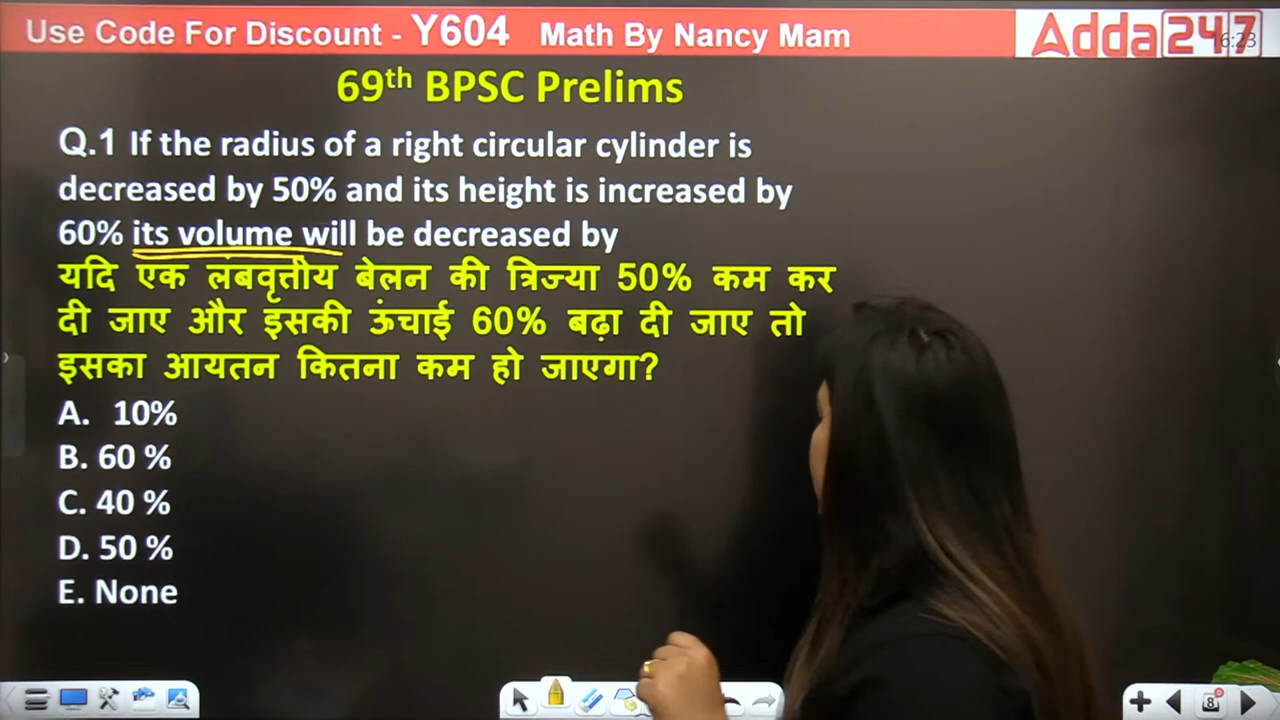 Use Code For Discount - Y604 Math By Nancy Mam
Adda247
16:23
69th BPSC Prelims
Q.1 If the radius of a right circular cylinder is
decreased by 50% and its height is increased by
60% its volume will be decreased by
यदि एक लंबवृत्तीय बेलन की त्रिज्या 50% कम कर
दी जाए और इसकी ऊंचाई 60% बढ़ा दी जाए तो
इसका आयतन कितना कम हो जाएगा?
A. 10%
B. 60 %
C. 40 %
D. 50 %
E. None
8